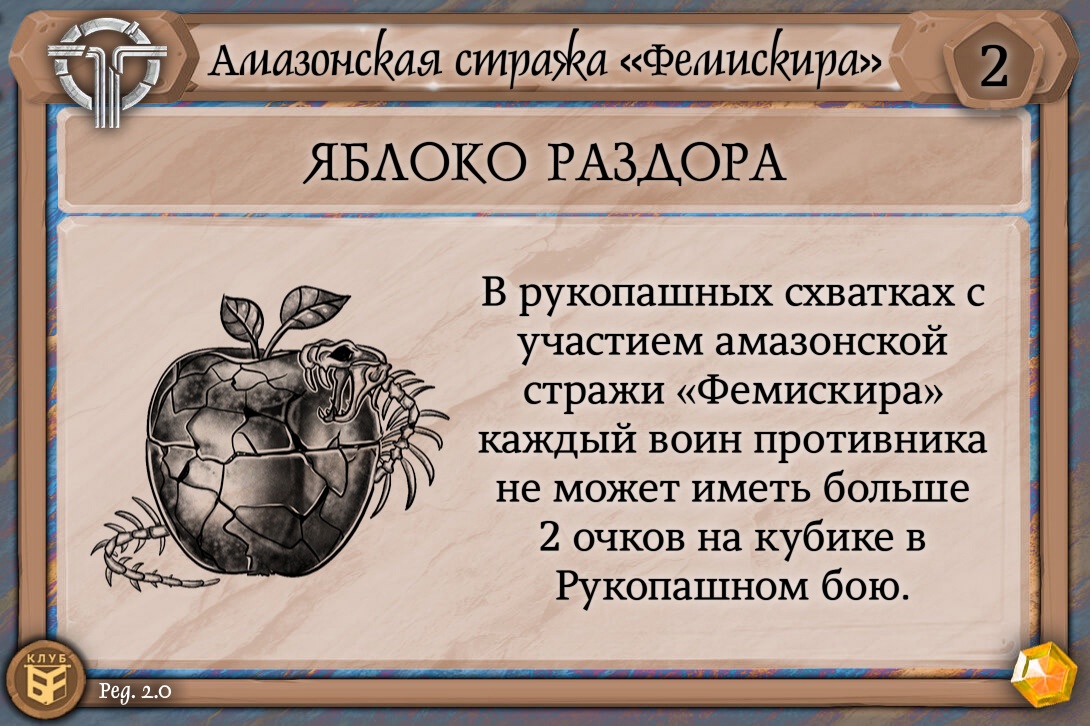 Амазонская стража «Фемискира»
2
ЯБЛОКО РАЗДОРА
В рукопашных схватках с
участием амазонской
стражи «Фемискира»
каждый воин противника
не может иметь больше
2 очков на кубике в
Рукопашном бою.
КЛУБ
Ред. 2.0